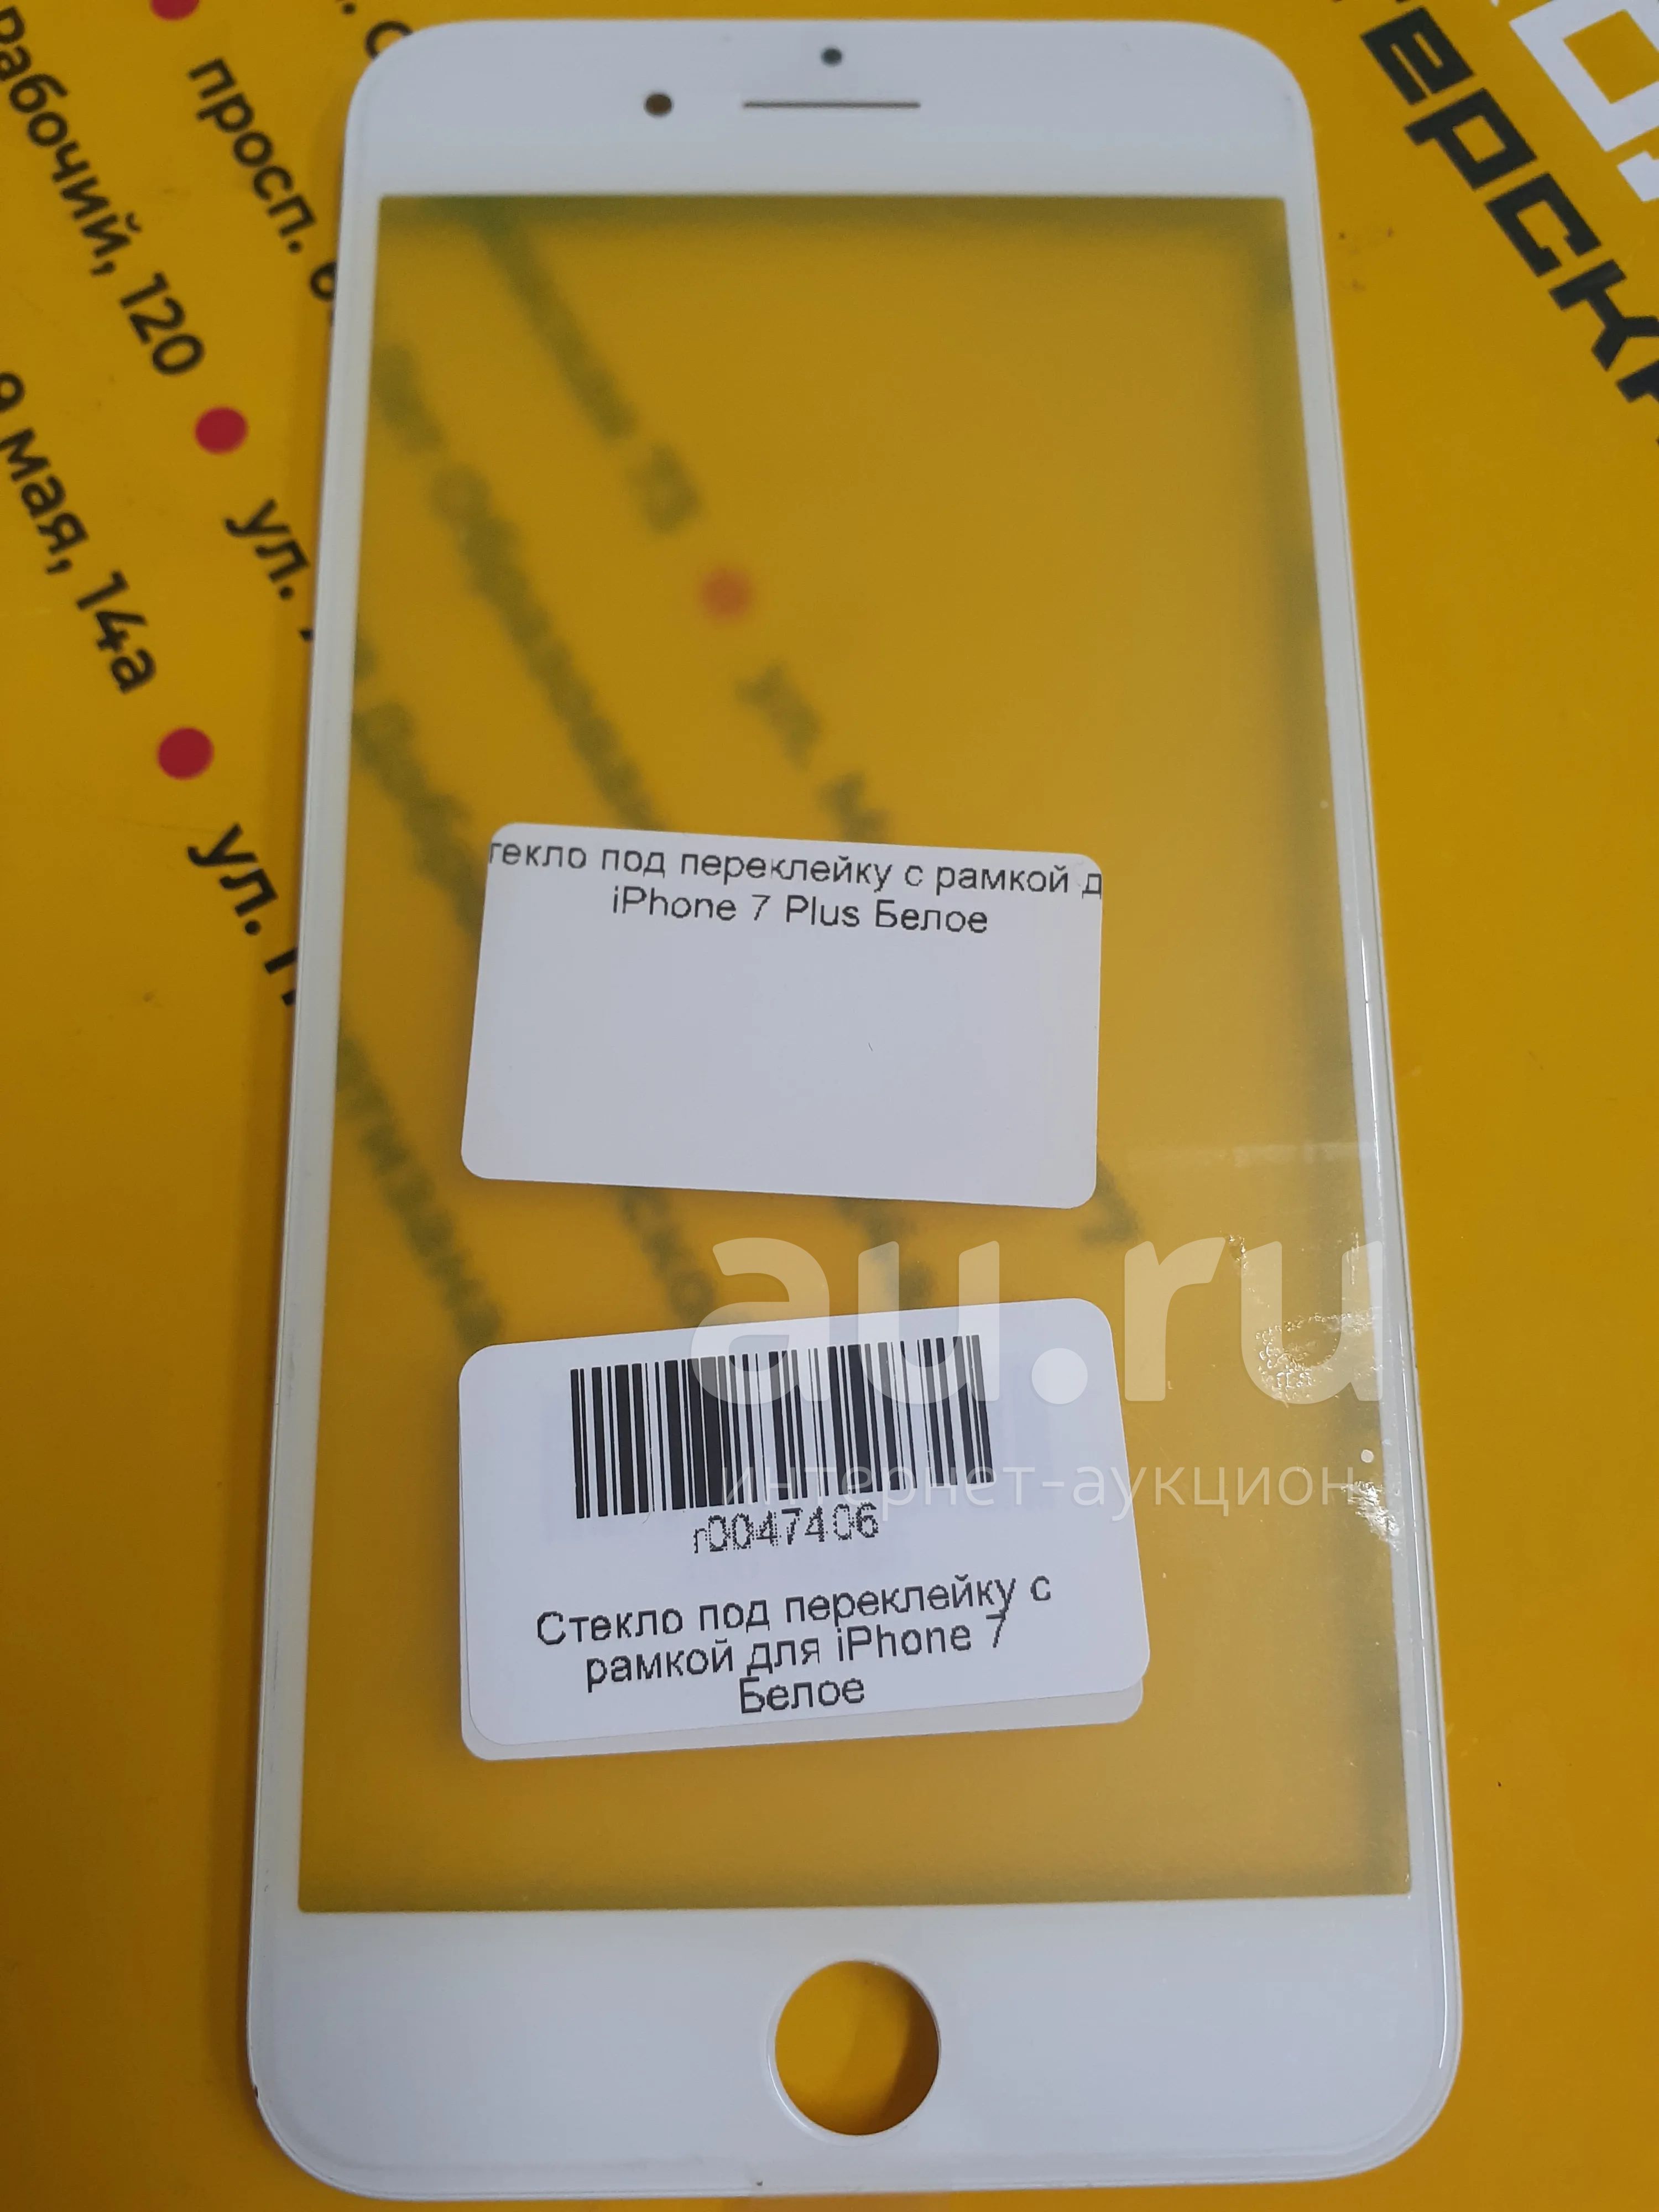 просп.
рабочий, 120
ул.
9 мая, 14а
ул.
текло под переклейку с рамкой д
iPhone 7 Plus Белое
au.ru
интернет-аукцион
r0047406
Стекло под переклейку с
рамкой для iPhone 7
Белое